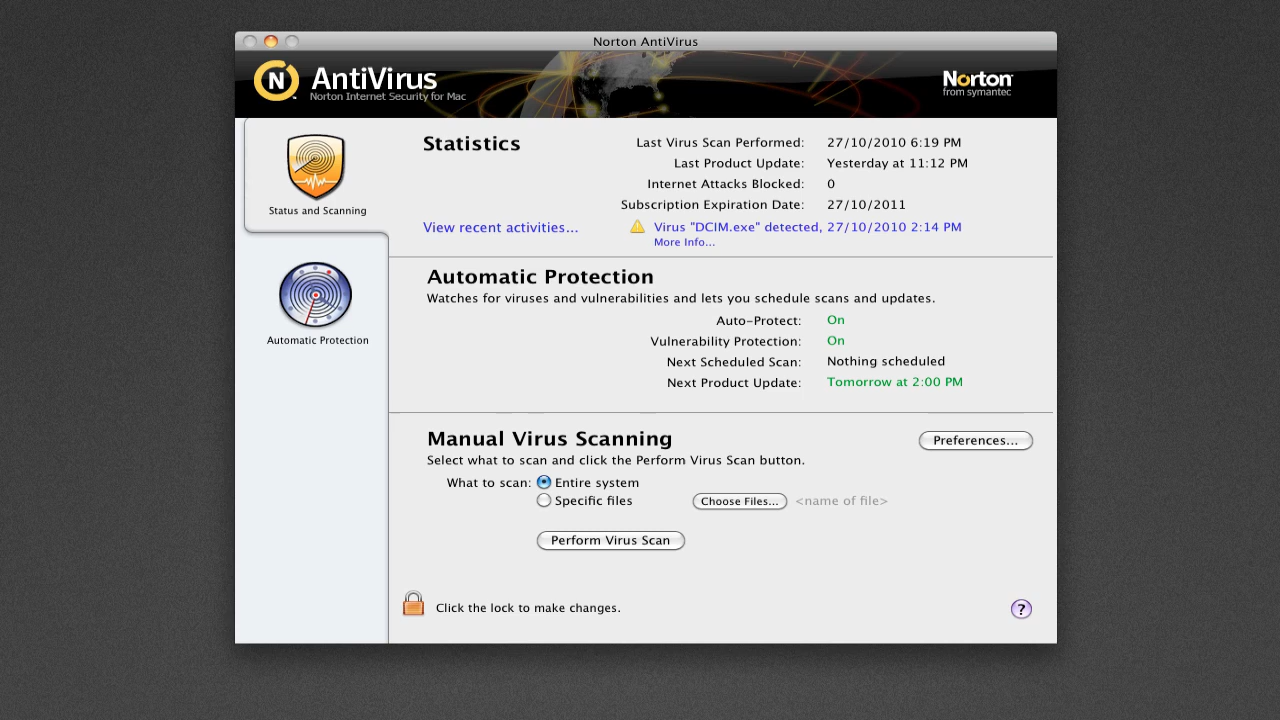 Norton AntiVirus
N AntiVirus
Norton Internet Security for Mac
Norton
from symantec
Status and Scanning
Automatic Protection
Statistics
Last Virus Scan Performed: 27/10/2010 6:19 PM
Last Product Update: Yesterday at 11:12 PM
Internet Attacks Blocked: 0
Subscription Expiration Date: 27/10/2011
View recent activities... Virus "DCIM.exe" detected, 27/10/2010 2:14 PM
More Info...
Automatic Protection
Watches for viruses and vulnerabilities and lets you schedule scans and updates.
Auto-Protect: On
Vulnerability Protection: On
Next Scheduled Scan: Nothing scheduled
Next Product Update: Tomorrow at 2:00 PM
Manual Virus Scanning
Preferences...
Select what to scan and click the Perform Virus Scan button.
What to scan: Entire system
Specific files Choose Files... <name of file>
Perform Virus Scan
Click the lock to make changes.
?